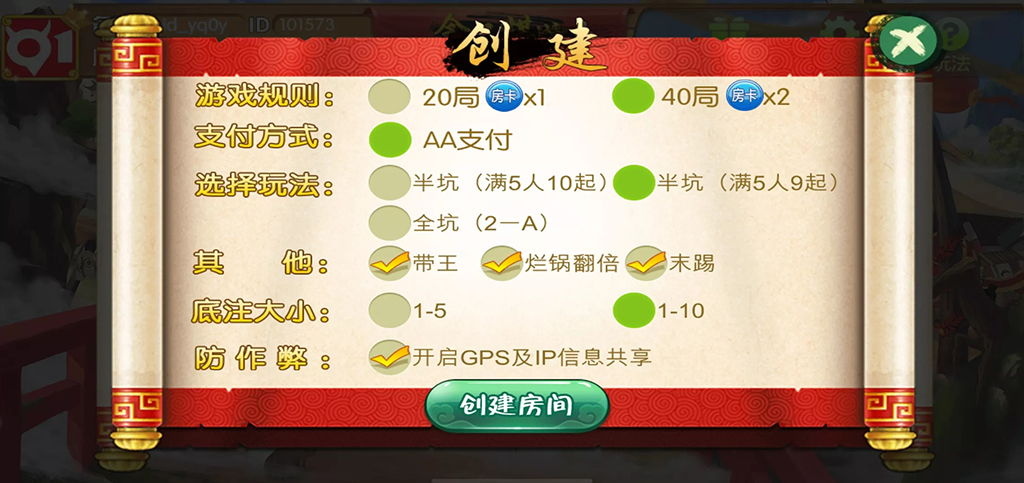 ID 101573
创建
游戏规则： 20局 房卡 x1 40局 房卡 x2
支付方式： AA支付
选择玩法： 半坑（满5人10起） 半坑（满5人9起）
全坑（2一A）
其他： 带王 烂锅翻倍 末踢
底注大小： 1-5 1-10
防作弊： 开启GPS及IP信息共享
创建房间